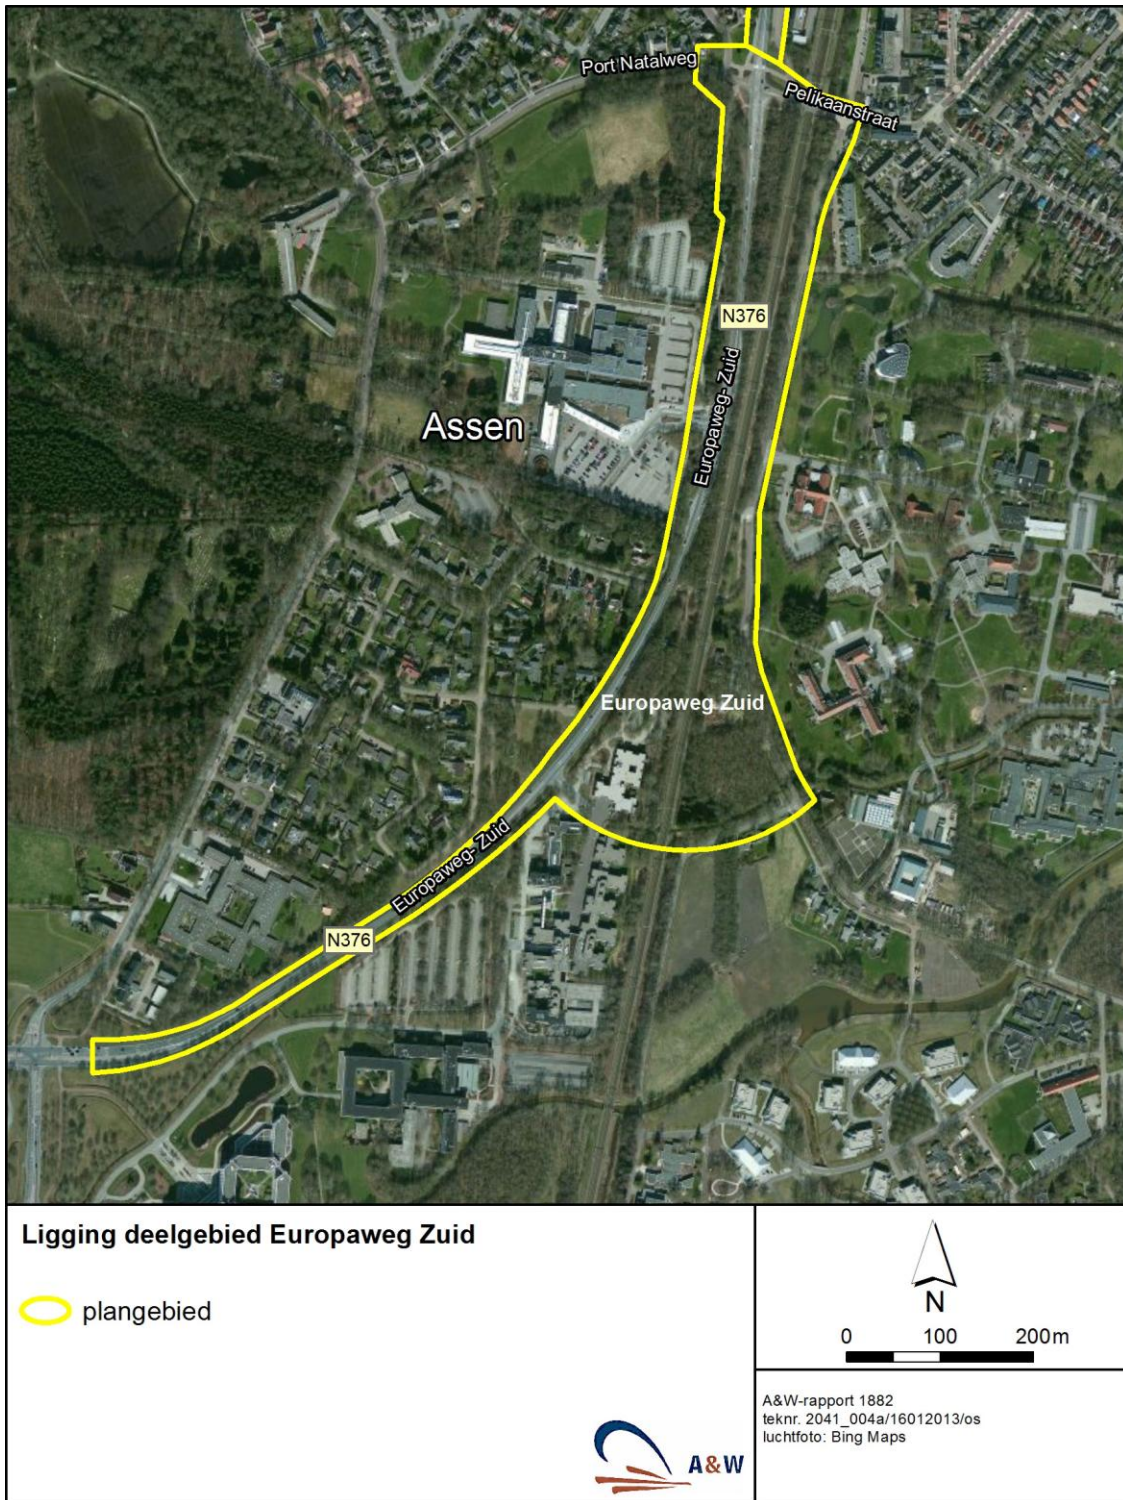 Port Natalweg
Pelikaanstraat
N376
Europaweg- Zuid
Assen
Europaweg Zuid
Europaweg- Zuid
N376
Ligging deelgebied Europaweg Zuid
plangebied
N
0 100 200m
A&W-rapport 1882
teknr. 2041_004a/16012013/os
luchtfoto: Bing Maps
A&W